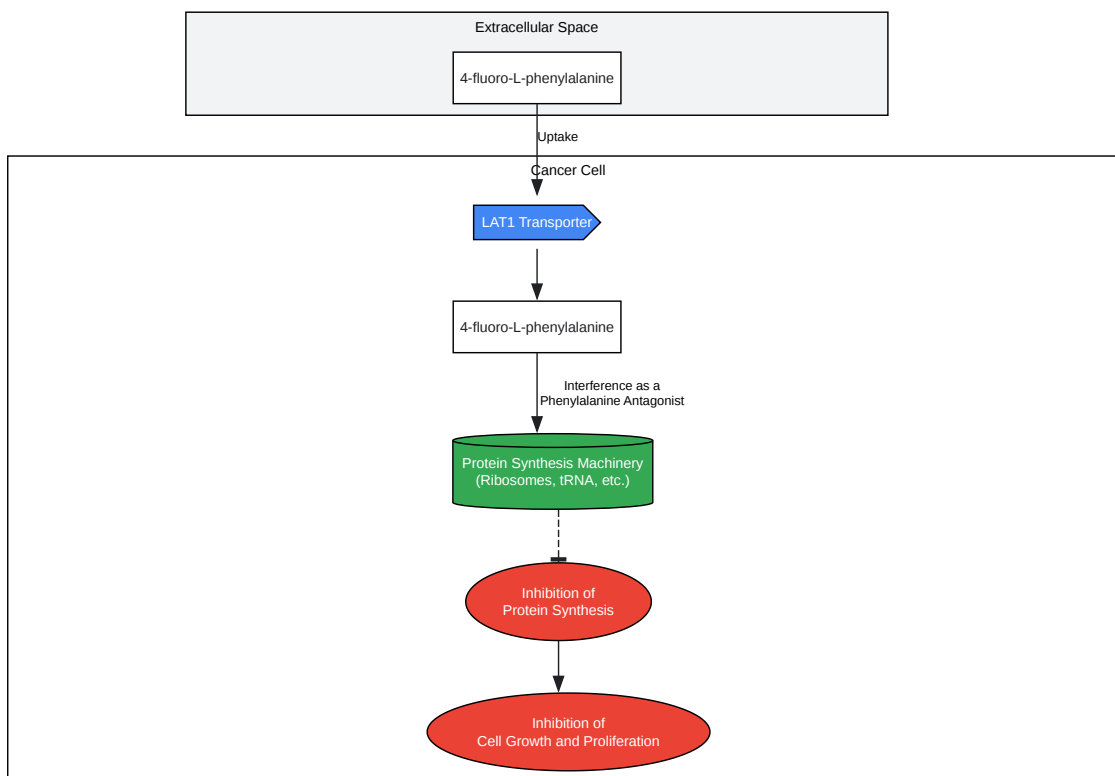 Extracellular Space
4-fluoro-L-phenylalanine
Uptake
Cancer Cell
LAT1 Transporter
4-fluoro-L-phenylalanine
Interference as a
Phenylalanine Antagonist
Protein Synthesis Machinery
(Ribosomes, tRNA, etc.)
Inhibition of
Protein Synthesis
Inhibition of
Cell Growth and Proliferation